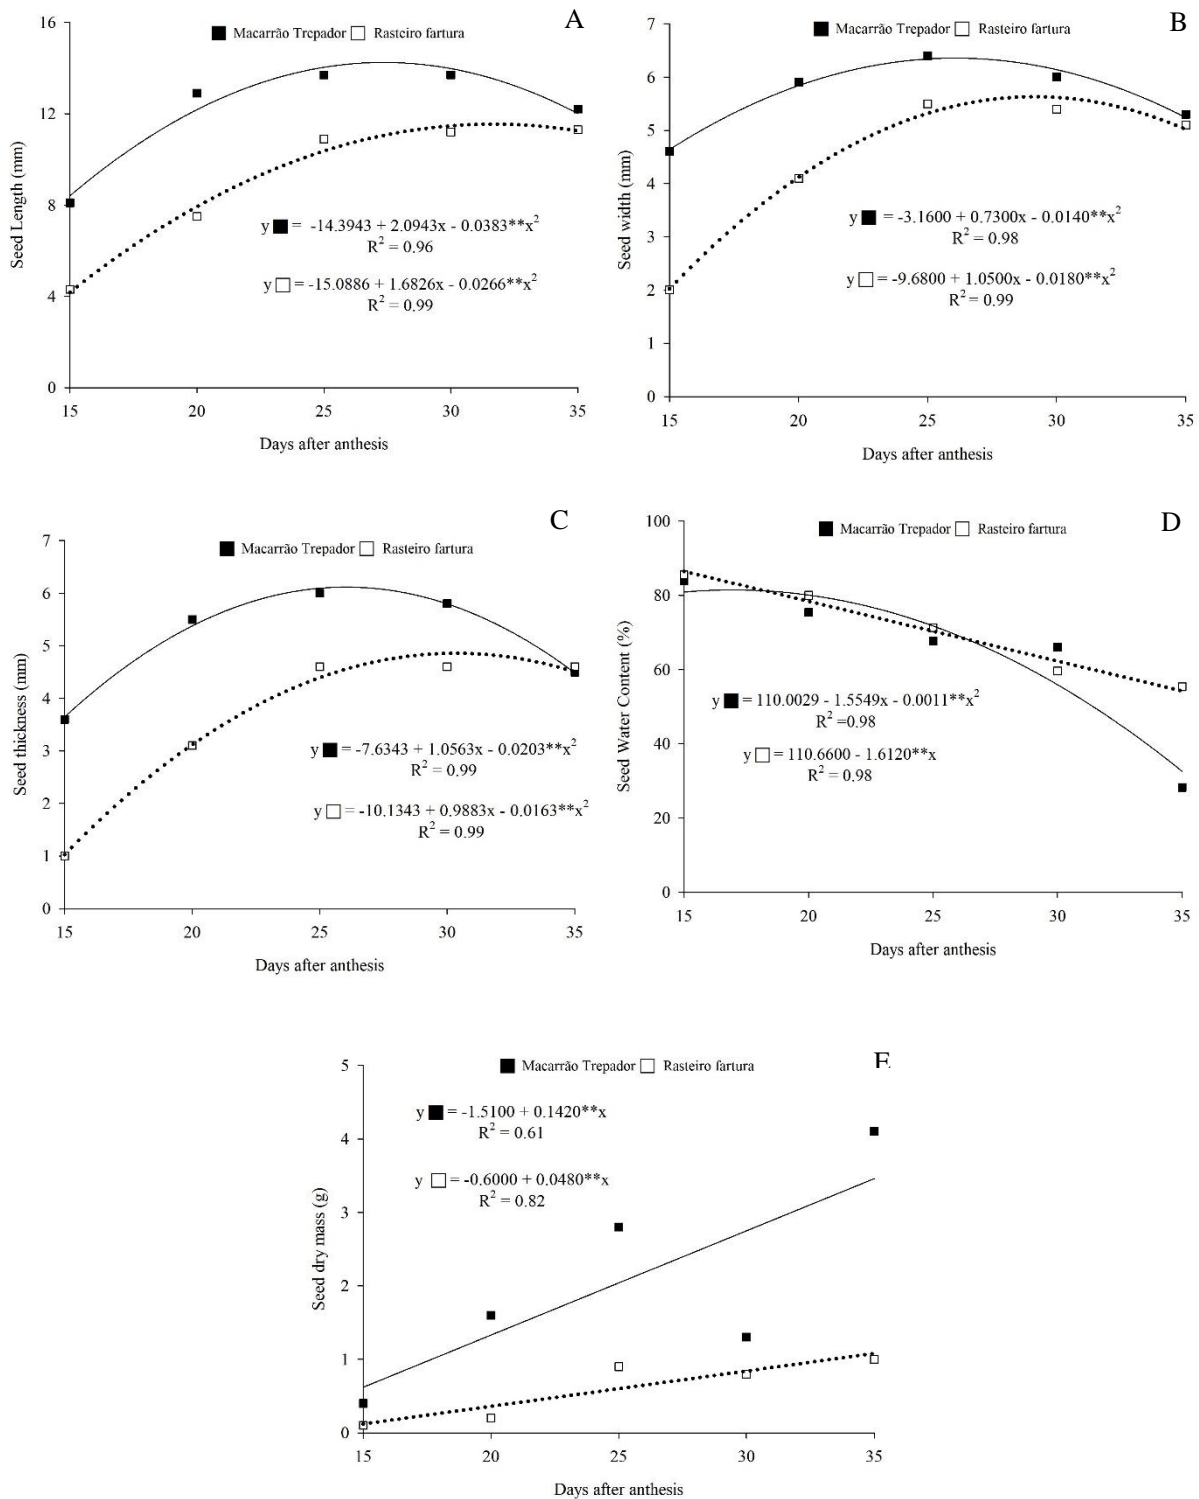 A
Macarrão Trepador Rasteiro fartura
16
12
8
4
0
Seed Length (mm)
y = -14.3943 + 2.0943x - 0.0383**x²
R² = 0.96
y = -15.0886 + 1.6826x - 0.0266**x²
R² = 0.99
15 20 25 30 35
Days after anthesis
B
Macarrão Trepador Rasteiro fartura
7
6
5
4
3
2
1
0
Seed width (mm)
y = -3.1600 + 0.7300x - 0.0140**x²
R² = 0.98
y = -9.6800 + 1.0500x - 0.0180**x²
R² = 0.99
15 20 25 30 35
Days after anthesis
C
Macarrão Trepador Rasteiro fartura
7
6
5
4
3
2
1
0
Seed thickness (mm)
y = -7.6343 + 1.0563x - 0.0203**x²
R² = 0.99
y = -10.1343 + 0.9883x - 0.0163**x²
R² = 0.99
15 20 25 30 35
Days after anthesis
D
Macarrão Trepador Rasteiro fartura
100
80
60
40
20
0
Seed Water Content (%)
y = 110.0029 - 1.5549x - 0.0011**x²
R² =0.98
y = 110.6600 - 1.6120**x
R² = 0.98
15 20 25 30 35
Days after anthesis
E
Macarrão Trepador Rasteiro fartura
5
4
3
2
1
0
Seed dry mass (g)
y = -1.5100 + 0.1420**x
R² = 0.61
y = -0.6000 + 0.0480**x
R² = 0.82
15 20 25 30 35
Days after anthesis